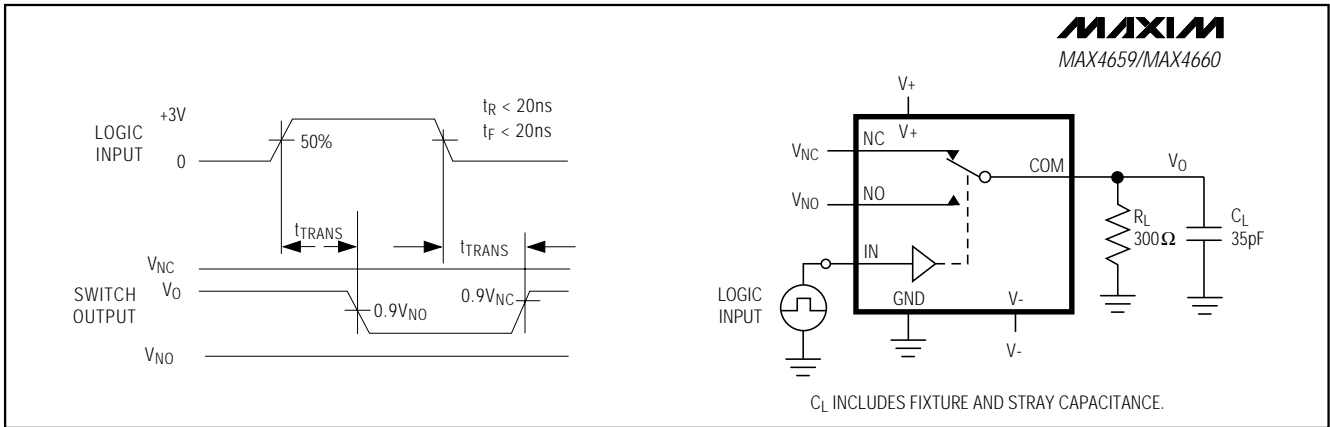 MAXIM
MAX4659/MAX4660
+3V
LOGIC
INPUT
0
50%
tR < 20ns
tF < 20ns
tTRANS
tTRANS
VNC
SWITCH
OUTPUT
VO
0.9VNO
0.9VNC
VNO
V+
V+
VNC
NC
COM
VO
VNO
NO
RL
300Ω
CL
35pF
IN
LOGIC
INPUT
GND
V-
V-
CL INCLUDES FIXTURE AND STRAY CAPACITANCE.